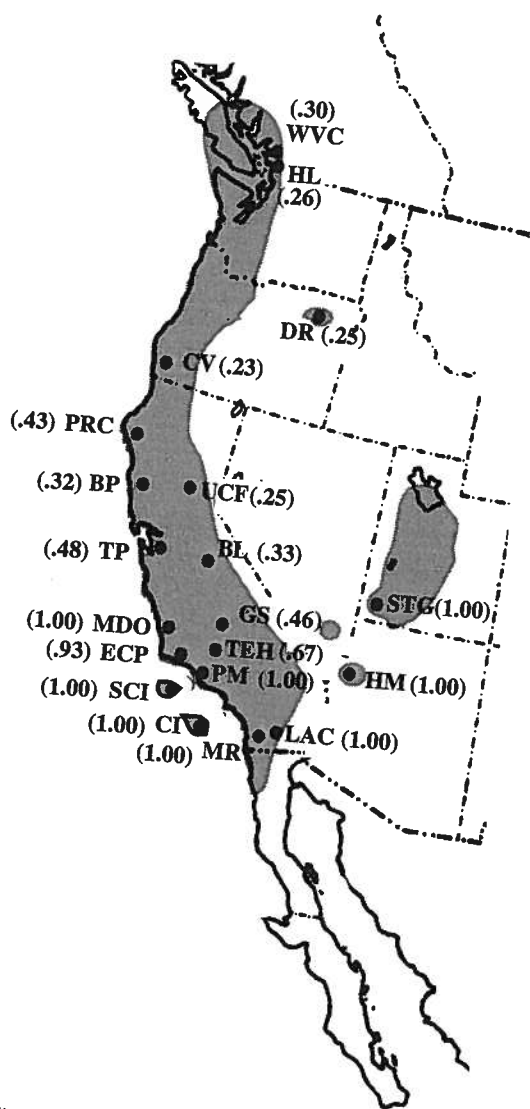 (.30)
WVC
HL
(.26)
DR (.25)
CV (.23)
(.43) PRC
(.32) BP
UCF (.25)
(.48) TP
BL (.33)
(1.00) MDO
GS (.46)
STG (1.00)
(.93) ECP
TEH (.67)
PM (1.00)
HM (1.00)
(1.00) SCI
(1.00) CI
LAC (1.00)
(1.00) MR